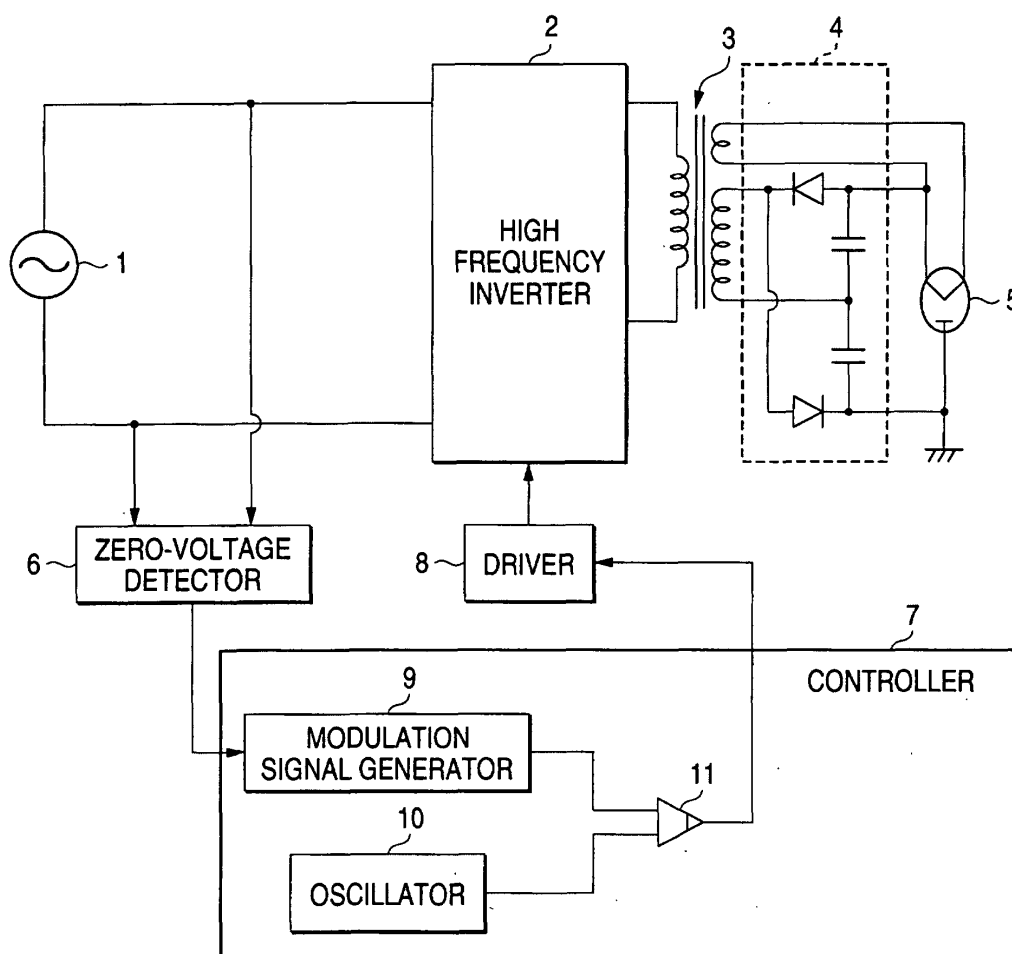 2
3
4
1
HIGH
FREQUENCY
INVERTER
5
6
ZERO-VOLTAGE
DETECTOR
8
DRIVER
7
CONTROLLER
9
MODULATION
SIGNAL GENERATOR
11
10
OSCILLATOR